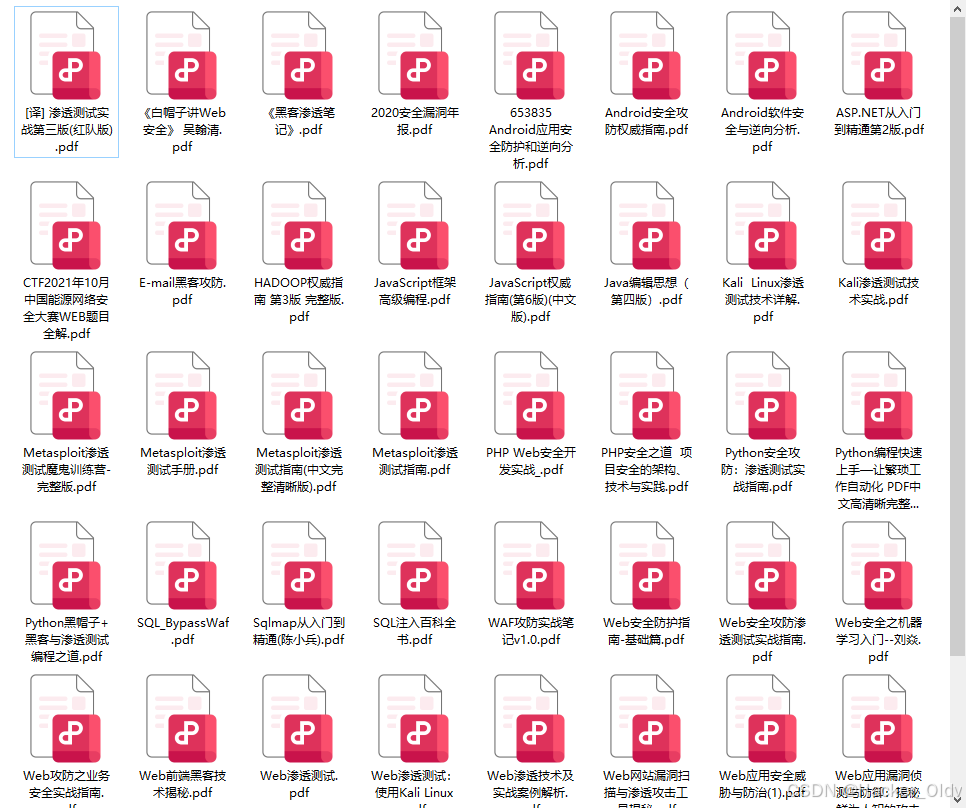 [译] 渗透测试实
战第三版(红队版)
.pdf
《白帽子讲Web
安全》 吴翰清.
pdf
《黑客渗透笔
记》.pdf
2020安全漏洞年
报.pdf
653835
Android应用安
全防护和逆向分
析.pdf
Android安全攻
防权威指南.pdf
Android软件安
全与逆向分析.
pdf
ASP.NET从入门
到精通第2版.pdf
CTF2021年10月
中国能源网络安
全大赛WEB题目
全解.pdf
E-mail黑客攻防.
pdf
HADOOP权威指
南 第3版 完整版.
pdf
JavaScript框架
高级编程.pdf
JavaScript权威
指南(第6版)(中文
版).pdf
Java编辑思想（
第四版）.pdf
Kali  Linux渗透
测试技术详解.
pdf
Kali渗透测试技
术实战.pdf
Metasploit渗透
测试魔鬼训练营-
完整版.pdf
Metasploit渗透
测试手册.pdf
Metasploit渗透
测试指南(中文完
整清晰版).pdf
Metasploit渗透
测试指南.pdf
PHP Web安全开
发实战_.pdf
PHP安全之道  项
目安全的架构、
技术与实践.pdf
Python安全攻
防：渗透测试实
战指南.pdf
Python编程快速
上手—让繁琐工
作自动化 PDF中
文高清晰完整...
Python黑帽子+
黑客与渗透测试
编程之道.pdf
SQL_BypassWaf
.pdf
Sqlmap从入门到
精通(陈小兵).pdf
SQL注入百科全
书.pdf
WAF攻防实战笔
记v1.0.pdf
Web安全防护指
南-基础篇.pdf
Web安全攻防渗
透测试实战指南.
pdf
Web安全之机器
学习入门--刘焱.
pdf
Web攻防之业务
安全实战指南.
Web前端黑客技
术揭秘.pdf
Web渗透测试.
pdf
Web渗透测试：
使用Kali Linux
Web渗透技术及
实战案例解析.
Web网站漏洞扫
描与渗透攻击工
Web应用安全威
胁与防治(1).pdf
Web应用漏洞侦
测与防御：揭秘